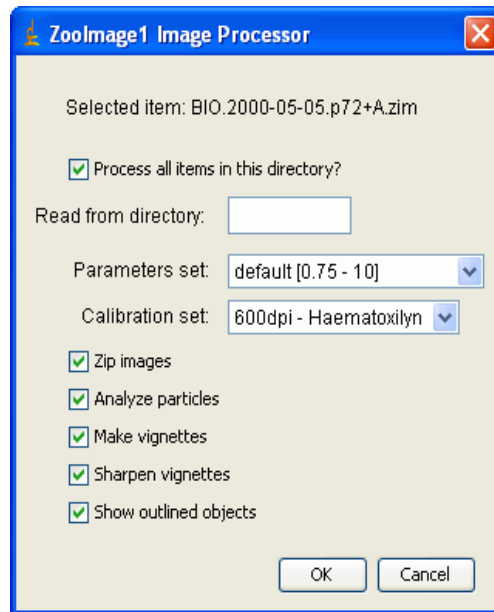 ZooImage1 Image Processor
Selected item: BIO.2000-05-05.p72+A.zim
Process all items in this directory?
Read from directory:
Parameters set: default [0.75 - 10]
Calibration set: 600dpi - Haematoxilyn
Zip images
Analyze particles
Make vignettes
Sharpen vignettes
Show outlined objects
OK Cancel